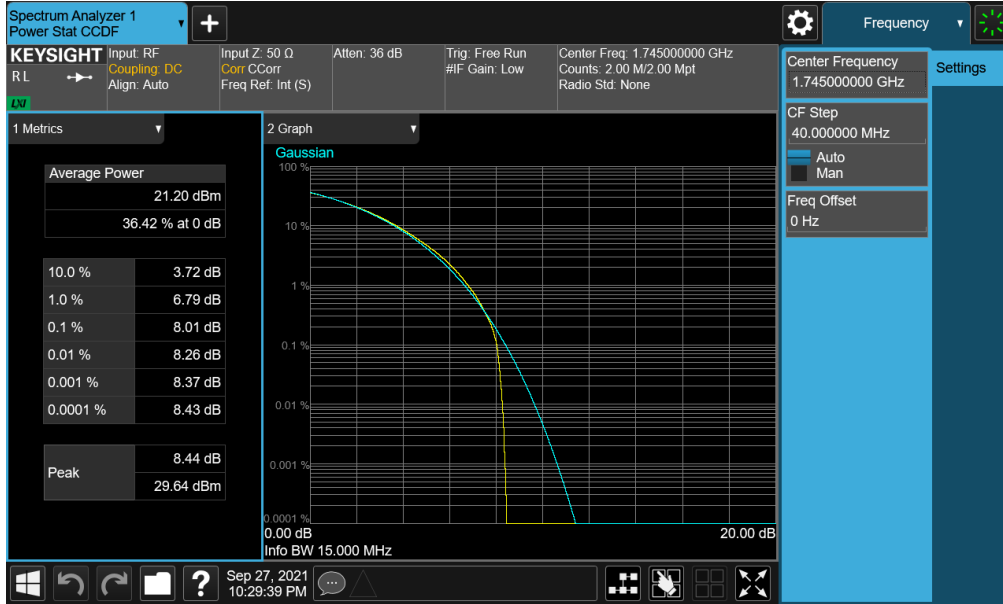 Spectrum Analyzer 1
Power Stat CCDF
+
Frequency
KEYSIGHT
RL
LXI
Input: RF
Coupling: DC
Align: Auto
Input Z: 50 Ω
Corr CCorr
Freq Ref: Int (S)
Atten: 36 dB
Trig: Free Run
#IF Gain: Low
Center Freq: 1.745000000 GHz
Counts: 2.00 M/2.00 Mpt
Radio Std: None
Center Frequency
1.745000000 GHz
Settings
CF Step
40.000000 MHz
Auto
Man
Freq Offset
0 Hz
1 Metrics
Average Power
21.20 dBm
36.42 % at 0 dB
10.0 % 3.72 dB
1.0 % 6.79 dB
0.1 % 8.01 dB
0.01 % 8.26 dB
0.001 % 8.37 dB
0.0001 % 8.43 dB
Peak 8.44 dB
29.64 dBm
2 Graph
Gaussian
100 %
10 %
1 %
0.1 %
0.01 %
0.001 %
0.0001 %
0.00 dB 20.00 dB
Info BW 15.000 MHz
?
Sep 27, 2021
10:29:39 PM